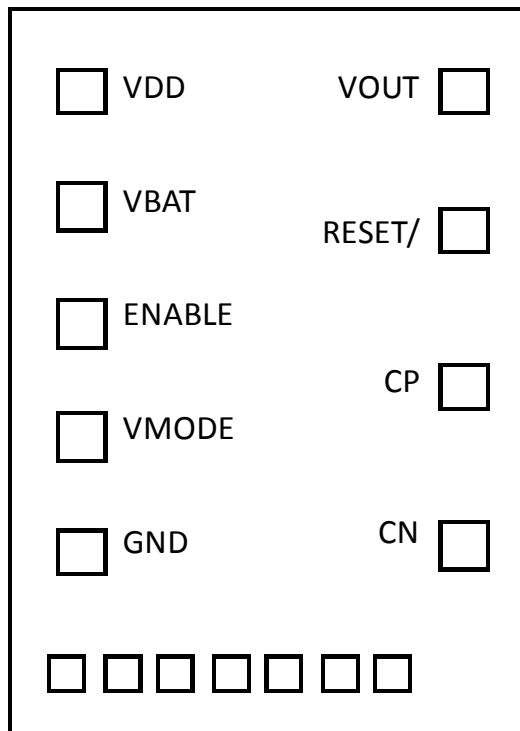 VDD
VOUT
VBAT
RESET/
ENABLE
CP
VMODE
GND
CN